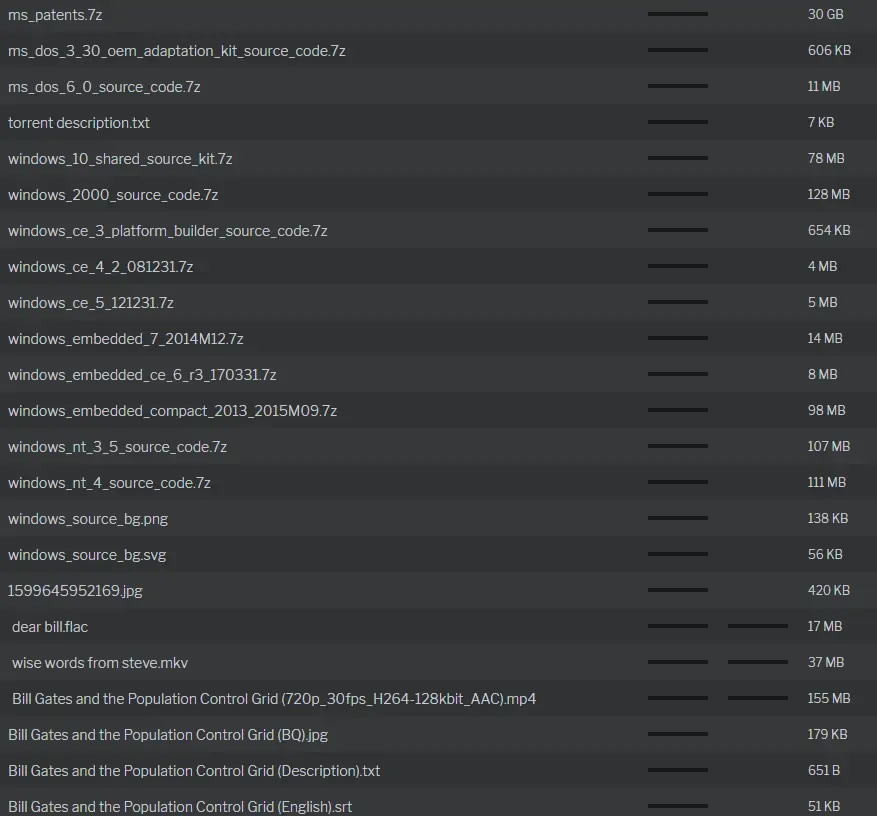 ms_patents.7z 30 GB
ms_dos_3_30_oem_adaptation_kit_source_code.7z 606 KB
ms_dos_6_0_source_code.7z 11 MB
torrent description.txt 7 KB
windows_10_shared_source_kit.7z 78 MB
windows_2000_source_code.7z 128 MB
windows_ce_3_platform_builder_source_code.7z 654 KB
windows_ce_4_2_081231.7z 4 MB
windows_ce_5_121231.7z 5 MB
windows_embedded_7_2014M12.7z 14 MB
windows_embedded_ce_6_r3_170331.7z 8 MB
windows_embedded_compact_2013_2015M09.7z 98 MB
windows_nt_3_5_source_code.7z 107 MB
windows_nt_4_source_code.7z 111 MB
windows_source_bg.png 138 KB
windows_source_bg.svg 56 KB
1599645952169.jpg 420 KB
dear bill.flac 17 MB
wise words from steve.mkv 37 MB
Bill Gates and the Population Control Grid (720p_30fps_H264-128kbit_AAC).mp4 155 MB
Bill Gates and the Population Control Grid (BQ).jpg 179 KB
Bill Gates and the Population Control Grid (Description).txt 651 B
Bill Gates and the Population Control Grid (English).srt 51 KB